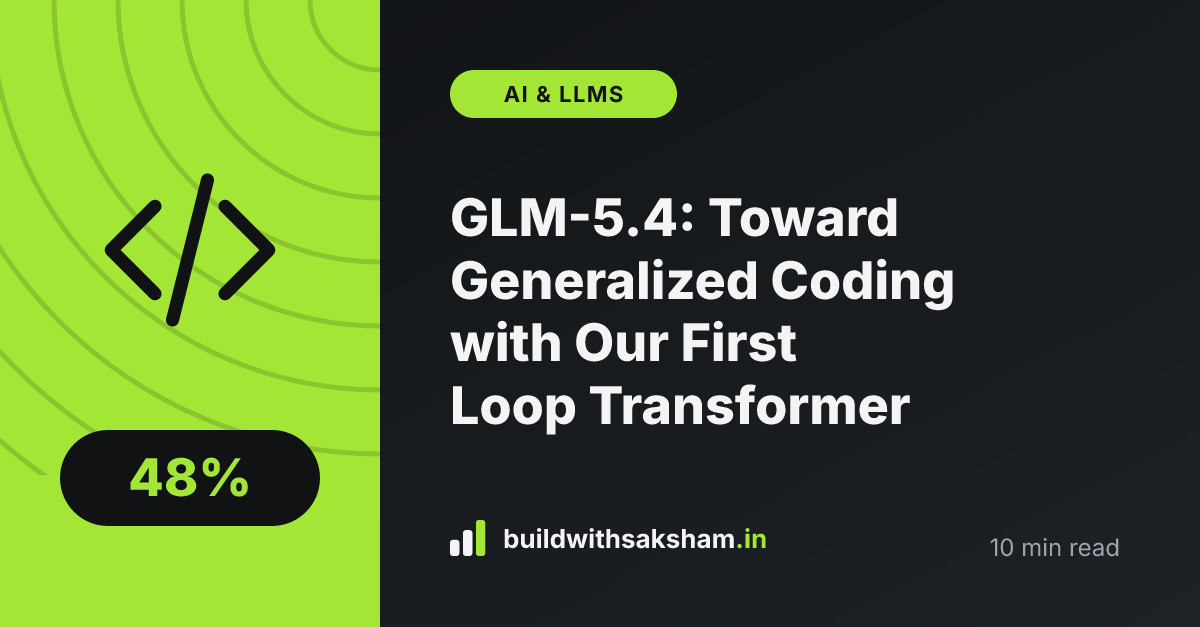 AI & LLMS
GLM-5.4: Toward
Generalized Coding
with Our First
Loop Transformer
48%
buildwithsaksham.in
10 min read